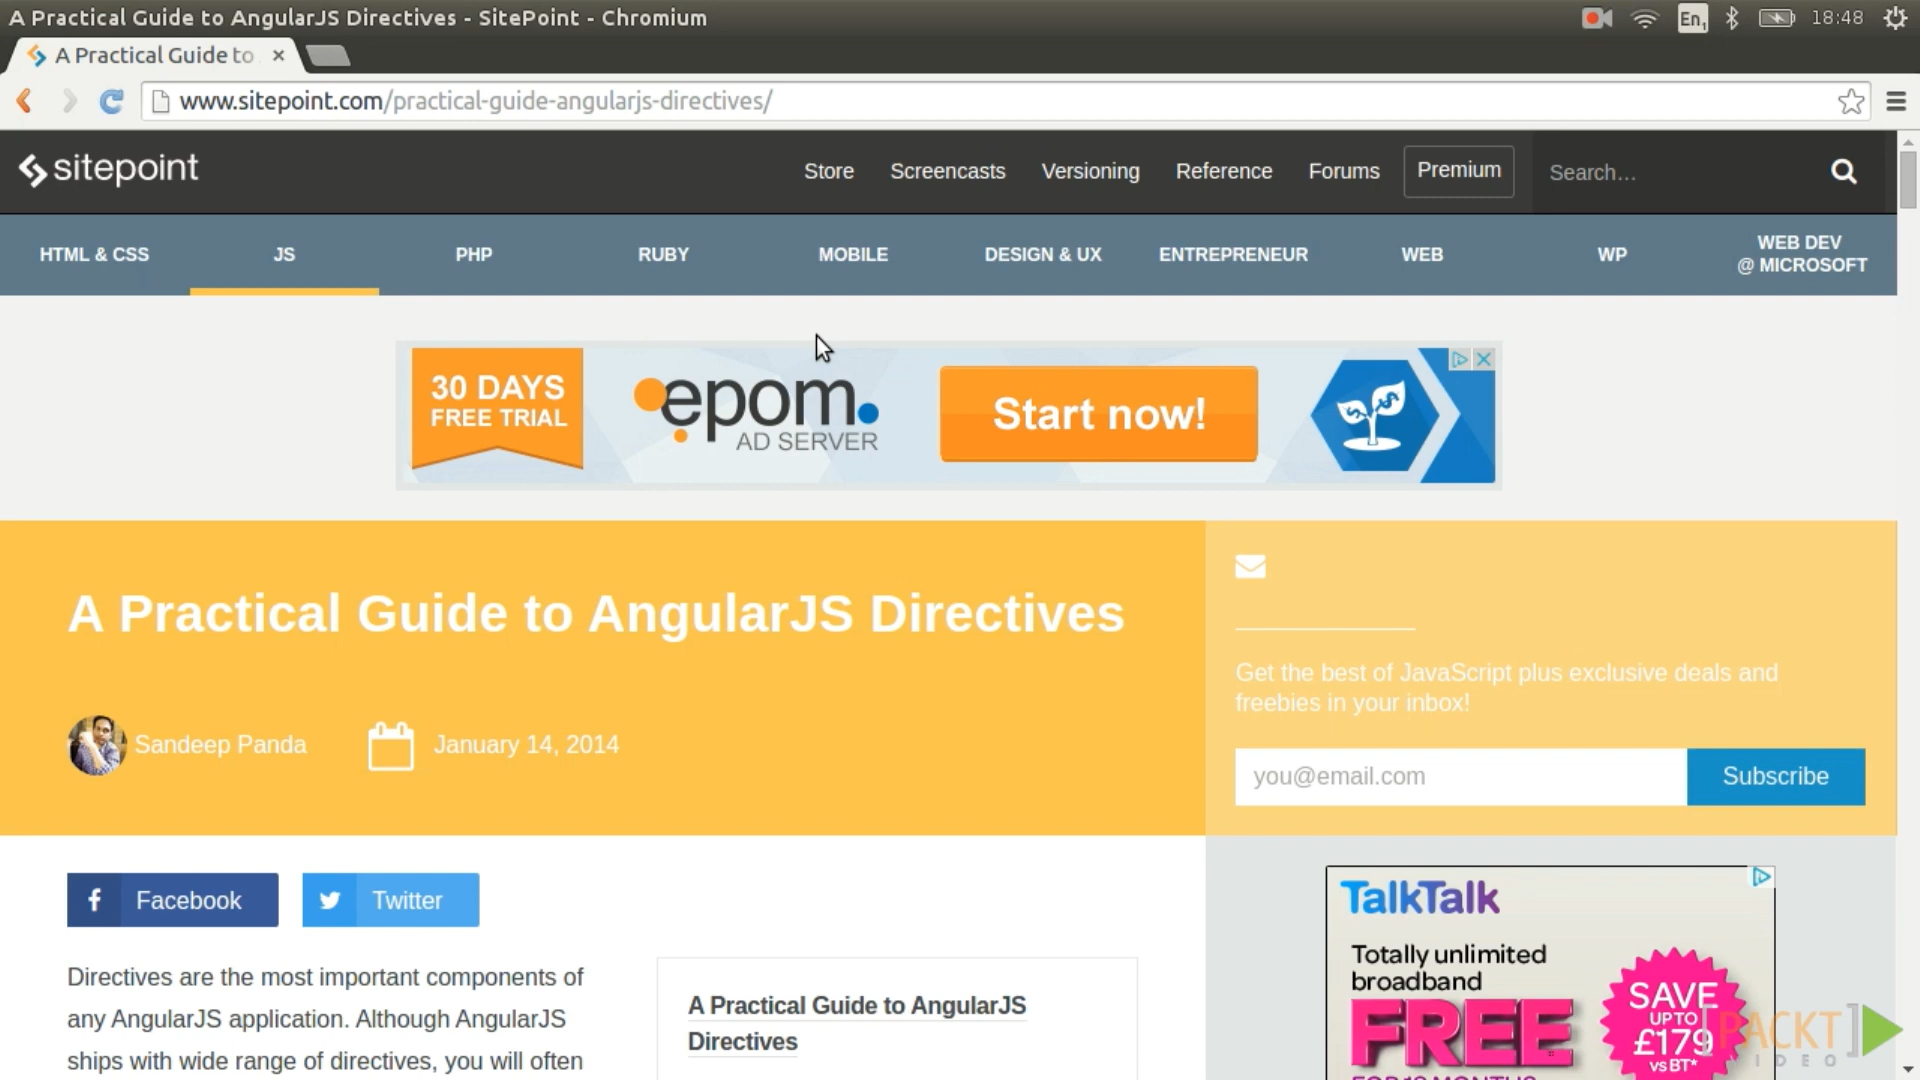 A Practical Guide to AngularJS Directives - SitePoint - Chromium
En1
18:48
A Practical Guide to
www.sitepoint.com/practical-guide-angularjs-directives/
sitepoint
Store
Screencasts
Versioning
Reference
Forums
Premium
Search...
HTML & CSS
JS
PHP
RUBY
MOBILE
DESIGN & UX
ENTREPRENEUR
WEB
WP
WEB DEV
@ MICROSOFT
30 DAYS
FREE TRIAL
epom
AD SERVER
Start now!
A Practical Guide to AngularJS Directives
Sandeep Panda
January 14, 2014
Get the best of JavaScript plus exclusive deals and
freebies in your inbox!
you@email.com
Subscribe
Facebook
Twitter
Directives are the most important components of
any AngularJS application. Although AngularJS
ships with wide range of directives, you will often
A Practical Guide to AngularJS
Directives
TalkTalk
Totally unlimited
broadband
FREE
FOR 12 MONTHS
SAVE
UP TO
£179
vs BT*
PACKT
VIDEO